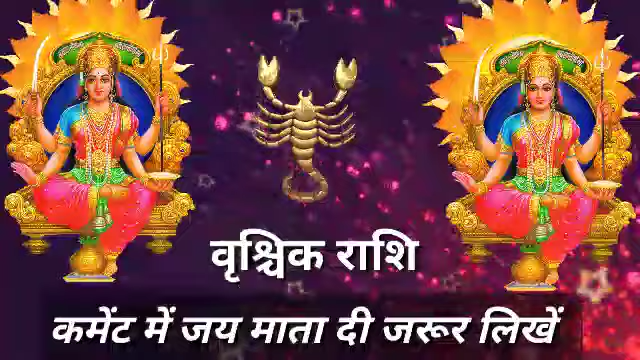 वृश्चिक राशि
कमेंट में जय माता दी जरूर लिखें